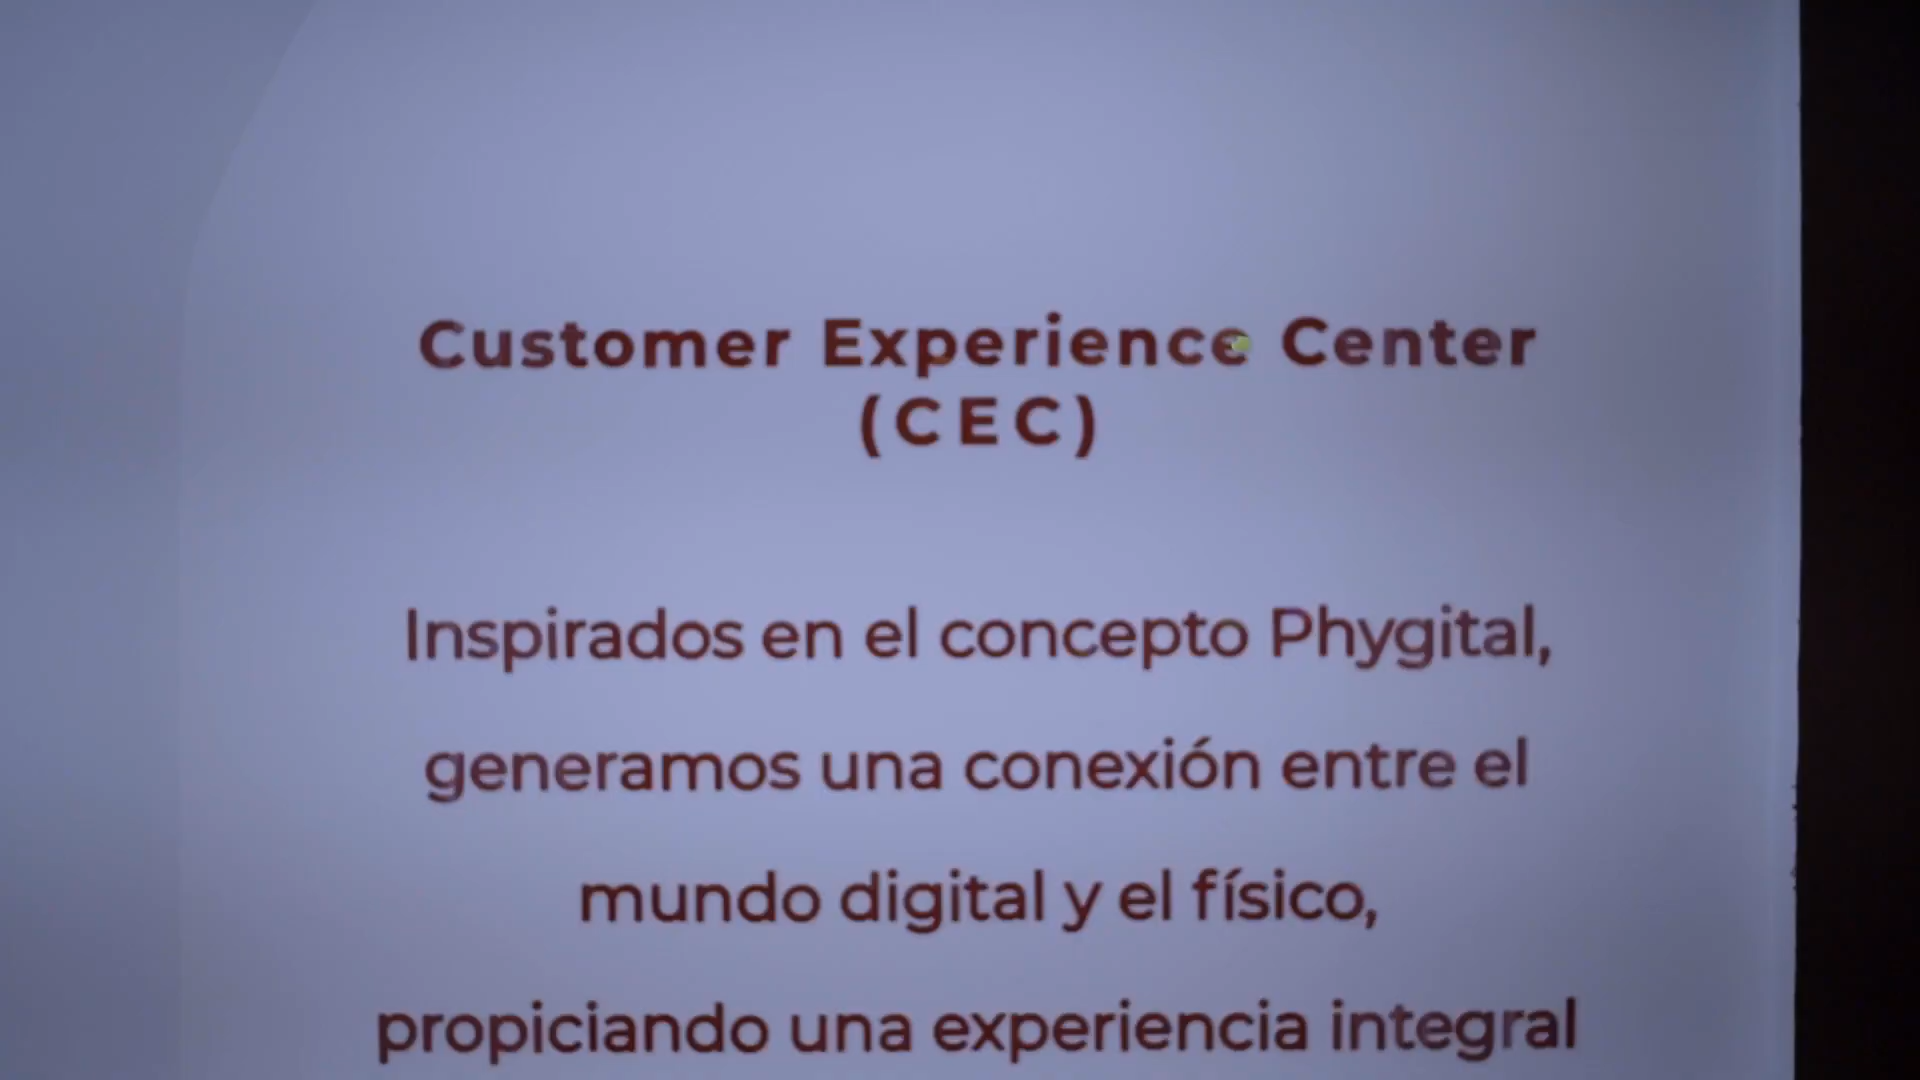 Customer Experience Center
(CEC)
Inspirados en el concepto Phygital,
generamos una conexión entre el
mundo digital y el físico,
propiciando una experiencia integral